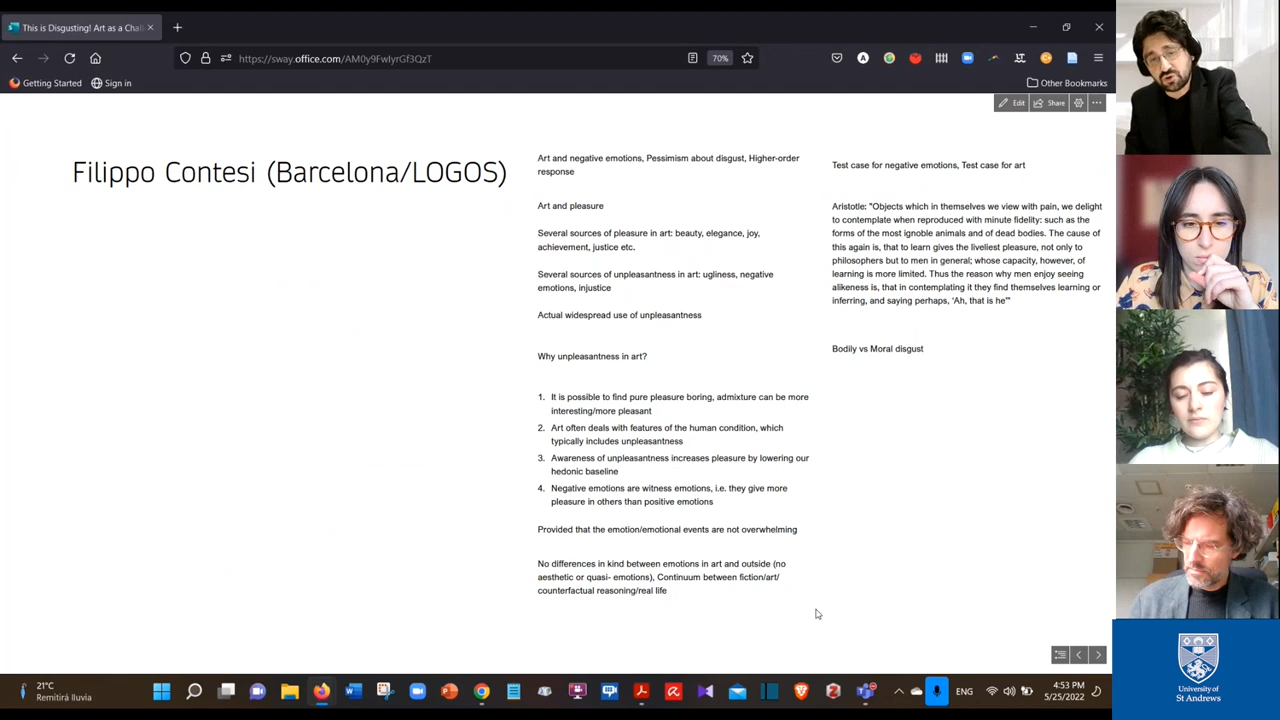 This is Disgusting! Art as a Chall
https://sway.office.com/AM0y9FwIyrGf3QzT
70%
Getting Started
Sign in
Other Bookmarks
Edit
Share
Filippo Contesi (Barcelona/LOGOS)
Art and negative emotions, Pessimism about disgust, Higher-order
response
Art and pleasure
Several sources of pleasure in art: beauty, elegance, joy,
achievement, justice etc.
Several sources of unpleasantness in art: ugliness, negative
emotions, injustice
Actual widespread use of unpleasantness
Why unpleasantness in art?
1. It is possible to find pure pleasure boring, admixture can be more
interesting/more pleasant
2. Art often deals with features of the human condition, which
typically includes unpleasantness
3. Awareness of unpleasantness increases pleasure by lowering our
hedonic baseline
4. Negative emotions are witness emotions, i.e. they give more
pleasure in others than positive emotions
Provided that the emotion/emotional events are not overwhelming
No differences in kind between emotions in art and outside (no
aesthetic or quasi- emotions), Continuum between fiction/art/
counterfactual reasoning/real life
Test case for negative emotions, Test case for art
Aristotle: "Objects which in themselves we view with pain, we delight
to contemplate when reproduced with minute fidelity: such as the
forms of the most ignoble animals and of dead bodies. The cause of
this again is, that to learn gives the liveliest pleasure, not only to
philosophers but to men in general; whose capacity, however, of
learning is more limited. Thus the reason why men enjoy seeing
alikeness is, that in contemplating it they find themselves learning or
inferring, and saying perhaps, 'Ah, that is he'"
Bodily vs Moral disgust
21°C
Remitirá lluvia
ENG
4:53 PM
5/25/2022
University of
St Andrews